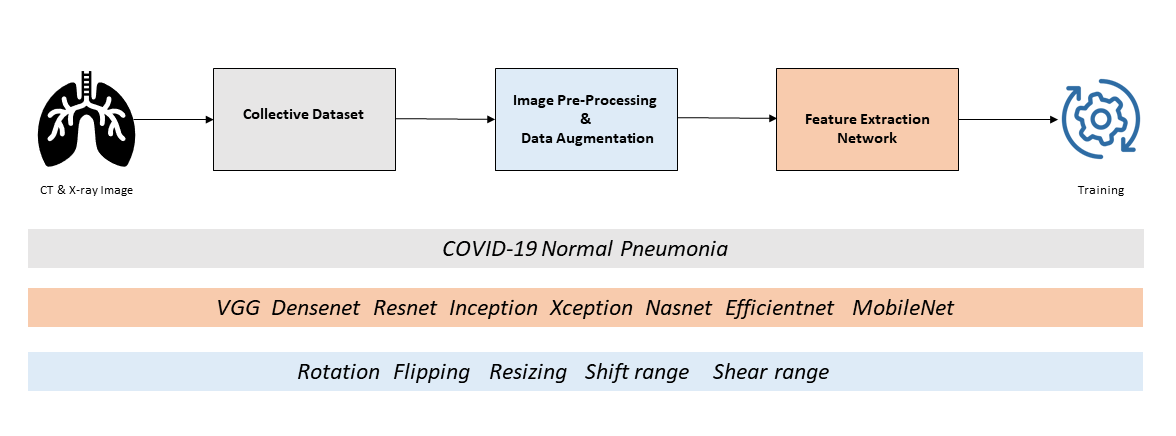 Collective Dataset
Image Pre-Processing
&
Data Augmentation
Feature Extraction
Network
CT & X-ray Image
Training
COVID-19 Normal Pneumonia
VGG Densenet Resnet Inception Xception Nasnet Efficientnet MobileNet
Rotation Flipping Resizing Shift range Shear range